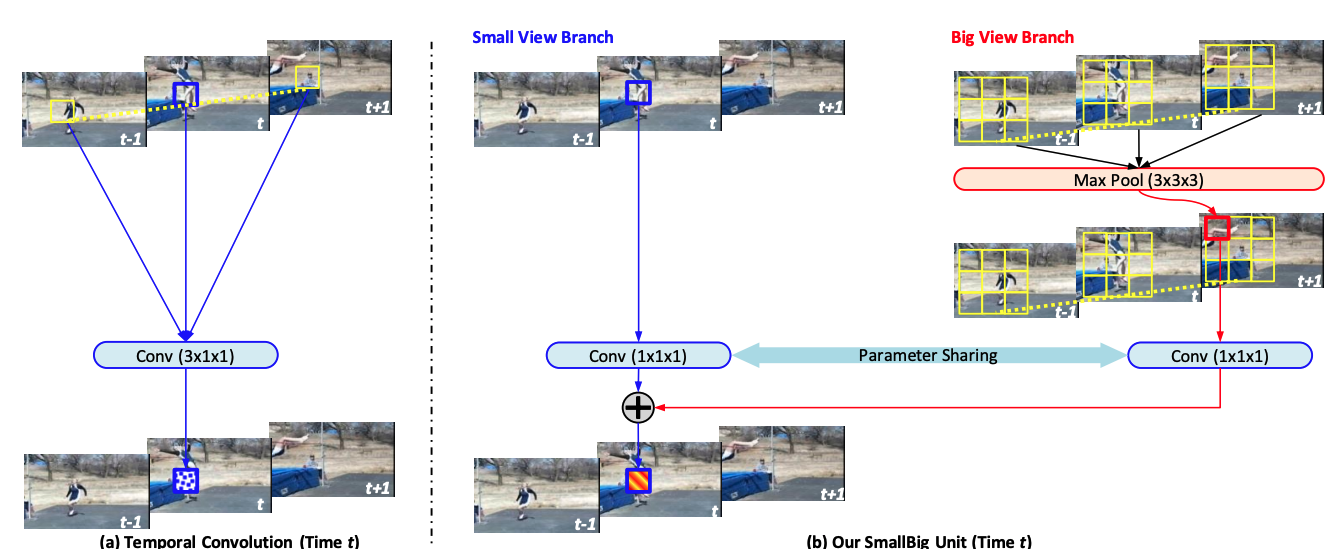 Small View Branch
Big View Branch
t-1
t
t+1
t-1
t
t+1
t-1
t
t+1
Max Pool (3x3x3)
t-1
t
t+1
Conv (3x1x1)
Conv (1x1x1)
Parameter Sharing
Conv (1x1x1)
t-1
t
t+1
t-1
t
t+1
(a) Temporal Convolution (Time t)
(b) Our SmallBig Unit (Time t)